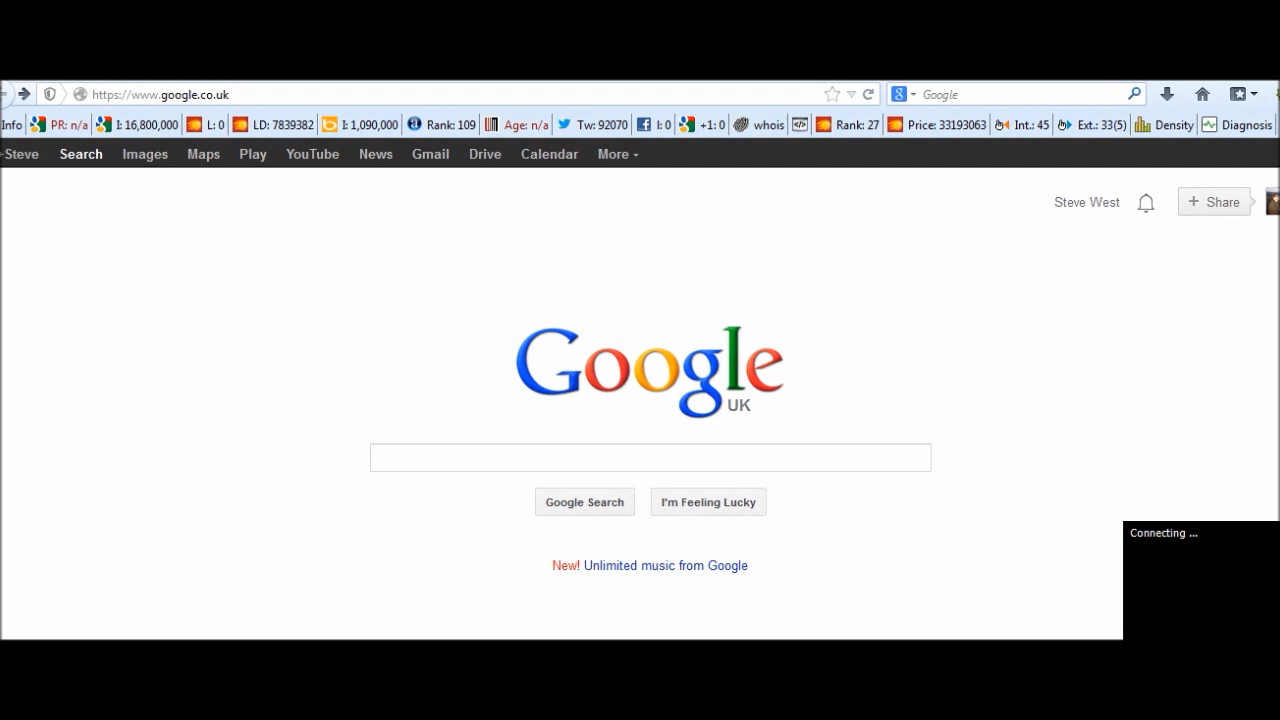 https://www.google.co.uk Google
Info PR: n/a I: 16,800,000 L: 0 LD: 7839382 I: 1,090,000 Rank: 109 Age: n/a Tw: 92070 l: 0 +1: 0 whois Rank: 27 Price: 33193063 Int.: 45 Ext.: 33(5) Density Diagnosis
Steve Search Images Maps Play YouTube News Gmail Drive Calendar More
Steve West + Share
Google
UK
Google Search I'm Feeling Lucky
Connecting ...
New! Unlimited music from Google